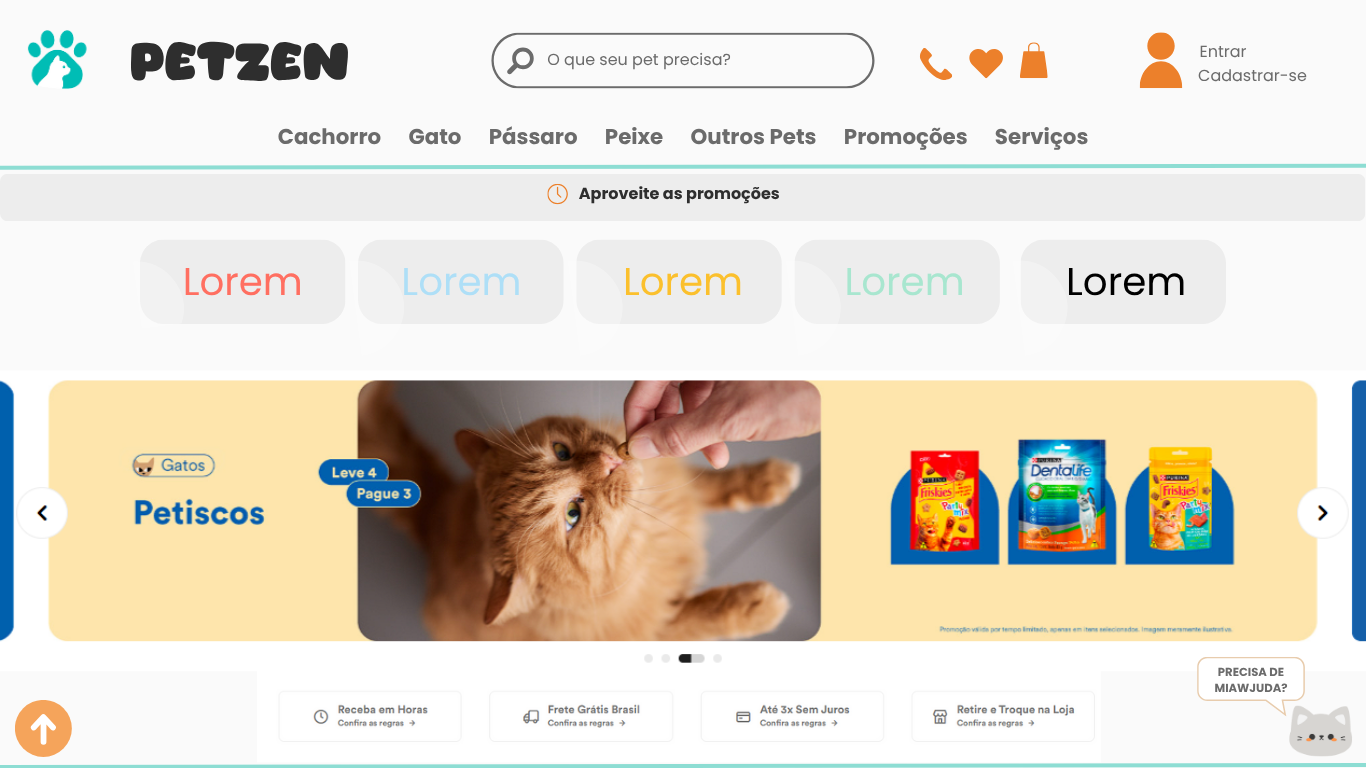 PETZEN
O que seu pet precisa?
Entrar
Cadastrar-se
Cachorro Gato Pássaro Peixe Outros Pets Promoções Serviços
Aproveite as promoções
Lorem Lorem Lorem Lorem Lorem
Gatos
Petiscos
Leve 4
Pague 3
PURINA
Friskies
Party
mix
PURINA
DentaLife
PURINA
Friskies
Party
mix
Promoção válida por tempo limitado, apenas em itens selecionados. Imagem meramente ilustrativa.
PRECISA DE
MIAWJUDA?
Receba em Horas
Confira as regras →
Frete Grátis Brasil
Confira as regras →
Até 3x Sem Juros
Confira as regras →
Retire e Troque na Loja
Confira as regras →